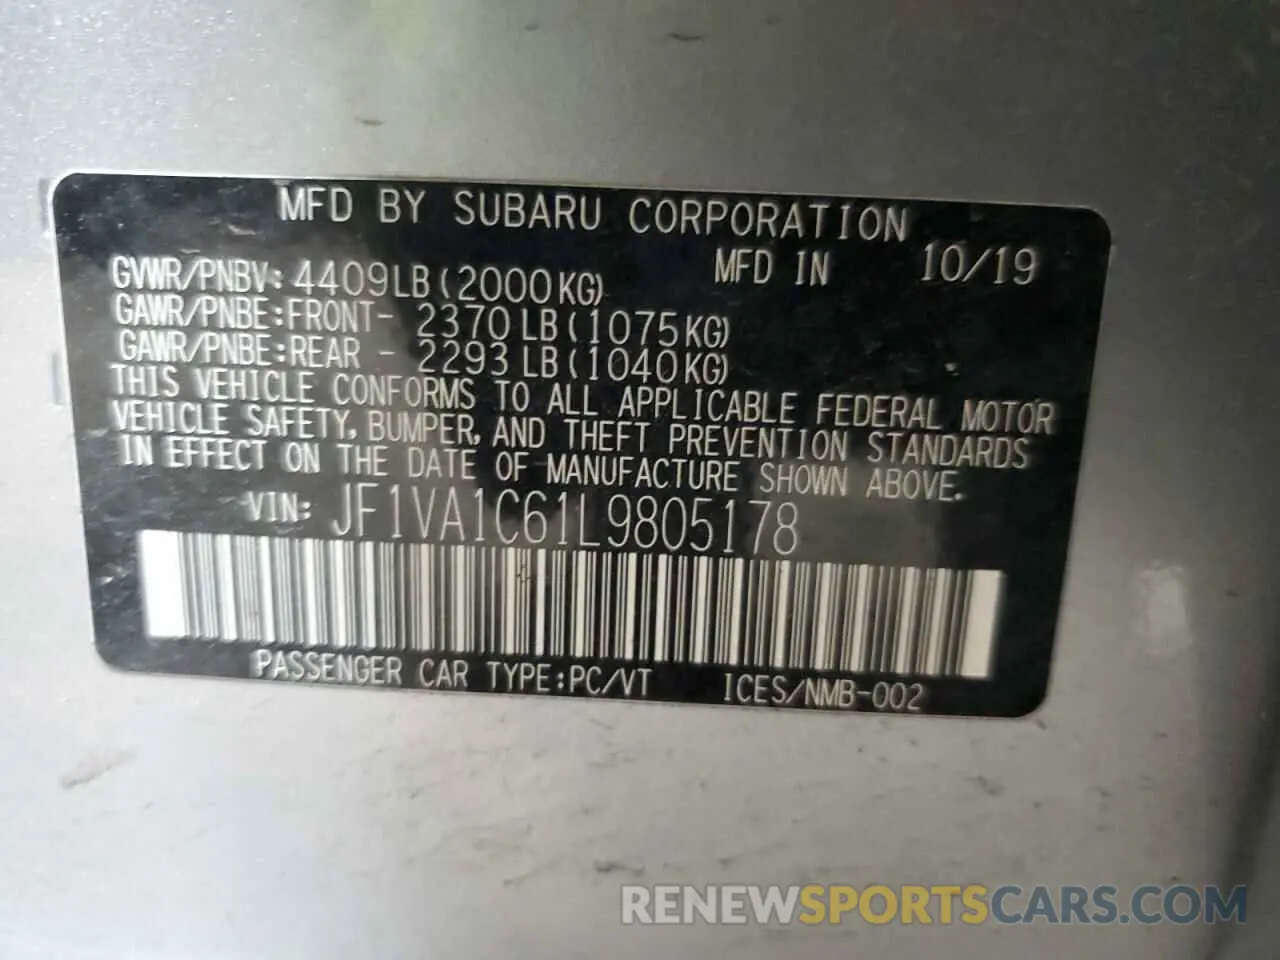 MFD BY SUBARU CORPORATION
MFD IN 10/19
GVWR/PNBV: 4409LB (2000KG)
GAWR/PNBE:FRONT- 2370LB (1075KG)
GAWR/PNBE:REAR - 2293LB (1040KG)
THIS VEHICLE CONFORMS TO ALL APPLICABLE FEDERAL MOTOR
VEHICLE SAFETY, BUMPER, AND THEFT PREVENTION STANDARDS
IN EFFECT ON THE DATE OF MANUFACTURE SHOWN ABOVE.
VIN: JF1VA1C61L9805178
PASSENGER CAR TYPE:PC/VT ICES/NMB-002
RENEWSPORTSCARS.COM